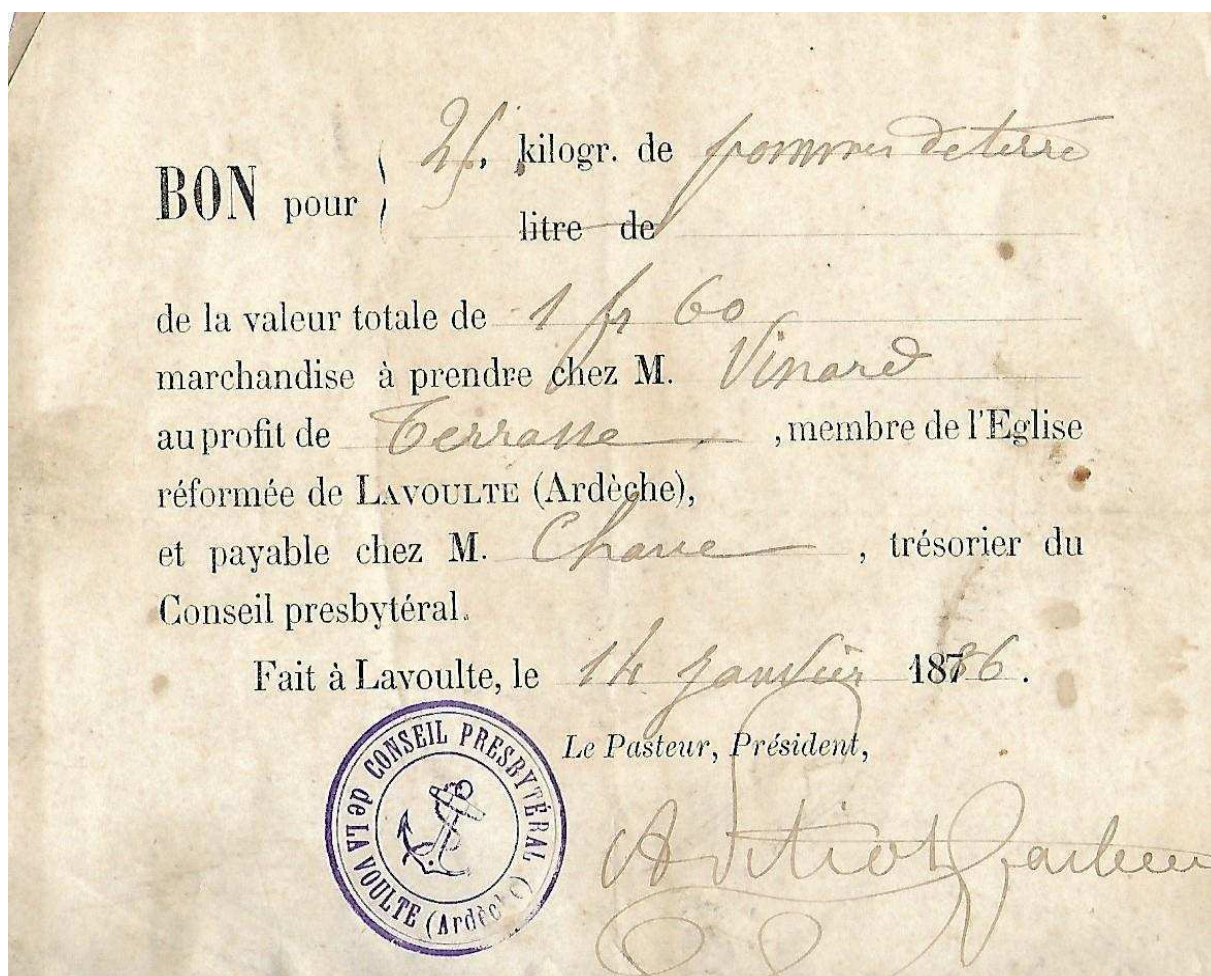 BON pour 25. kilogr. de pommes de terre
litre de
de la valeur totale de 1 fr 60
marchandise à prendre chez M. Vinard
au profit de Terrasse, membre de l'Eglise
réformée de LAVOULTE (Ardèche),
et payable chez M. Chave, trésorier du
Conseil presbytéral.
Fait à Lavoulte, le 14 janvier 1886.
Le Pasteur, Président,
CONSEIL PRESBYTÉRAL
de LA VOULTE (Ardèche)